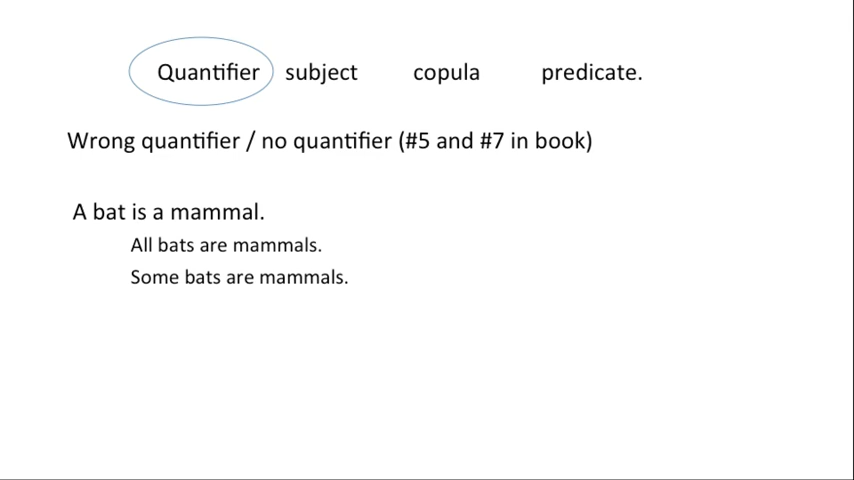 Quantifier subject copula predicate.
Wrong quantifier / no quantifier (#5 and #7 in book)
A bat is a mammal.
All bats are mammals.
Some bats are mammals.